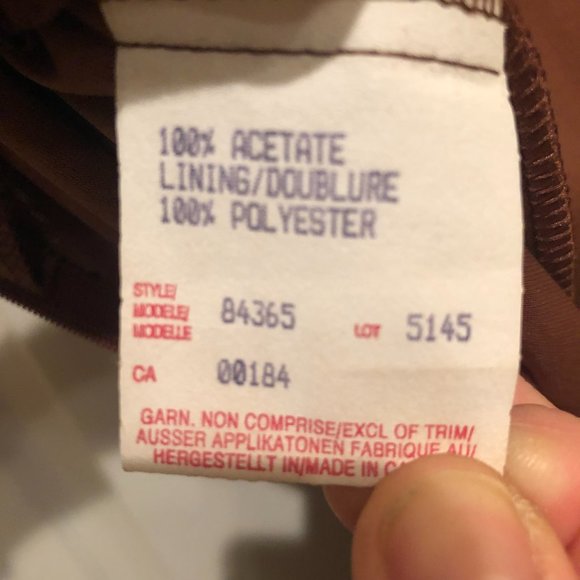 100% ACETATE
LINING/DOUBLURE
100% POLYESTER
STYLE/
MODELE/ 84365 LOT 5145
MODELLE
CA 00184
GARN. NON COMPRISE/EXCL OF TRIM/
AUSSER APPLIKATONEN FABRIQUE AU/
HERGESTELLT IN/MADE IN